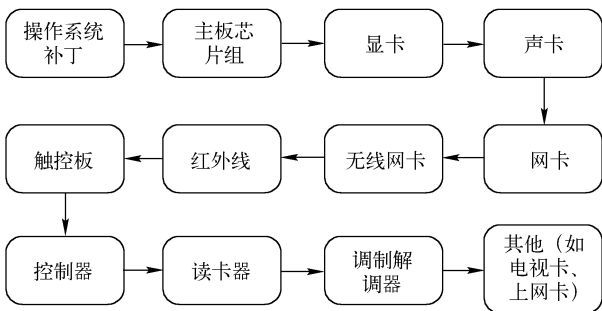 操作系统
补丁
主板芯
片组
显卡
声卡
网卡
无线网卡
红外线
触控板
控制器
读卡器
调制解
调器
其他（如
电视卡、
上网卡）